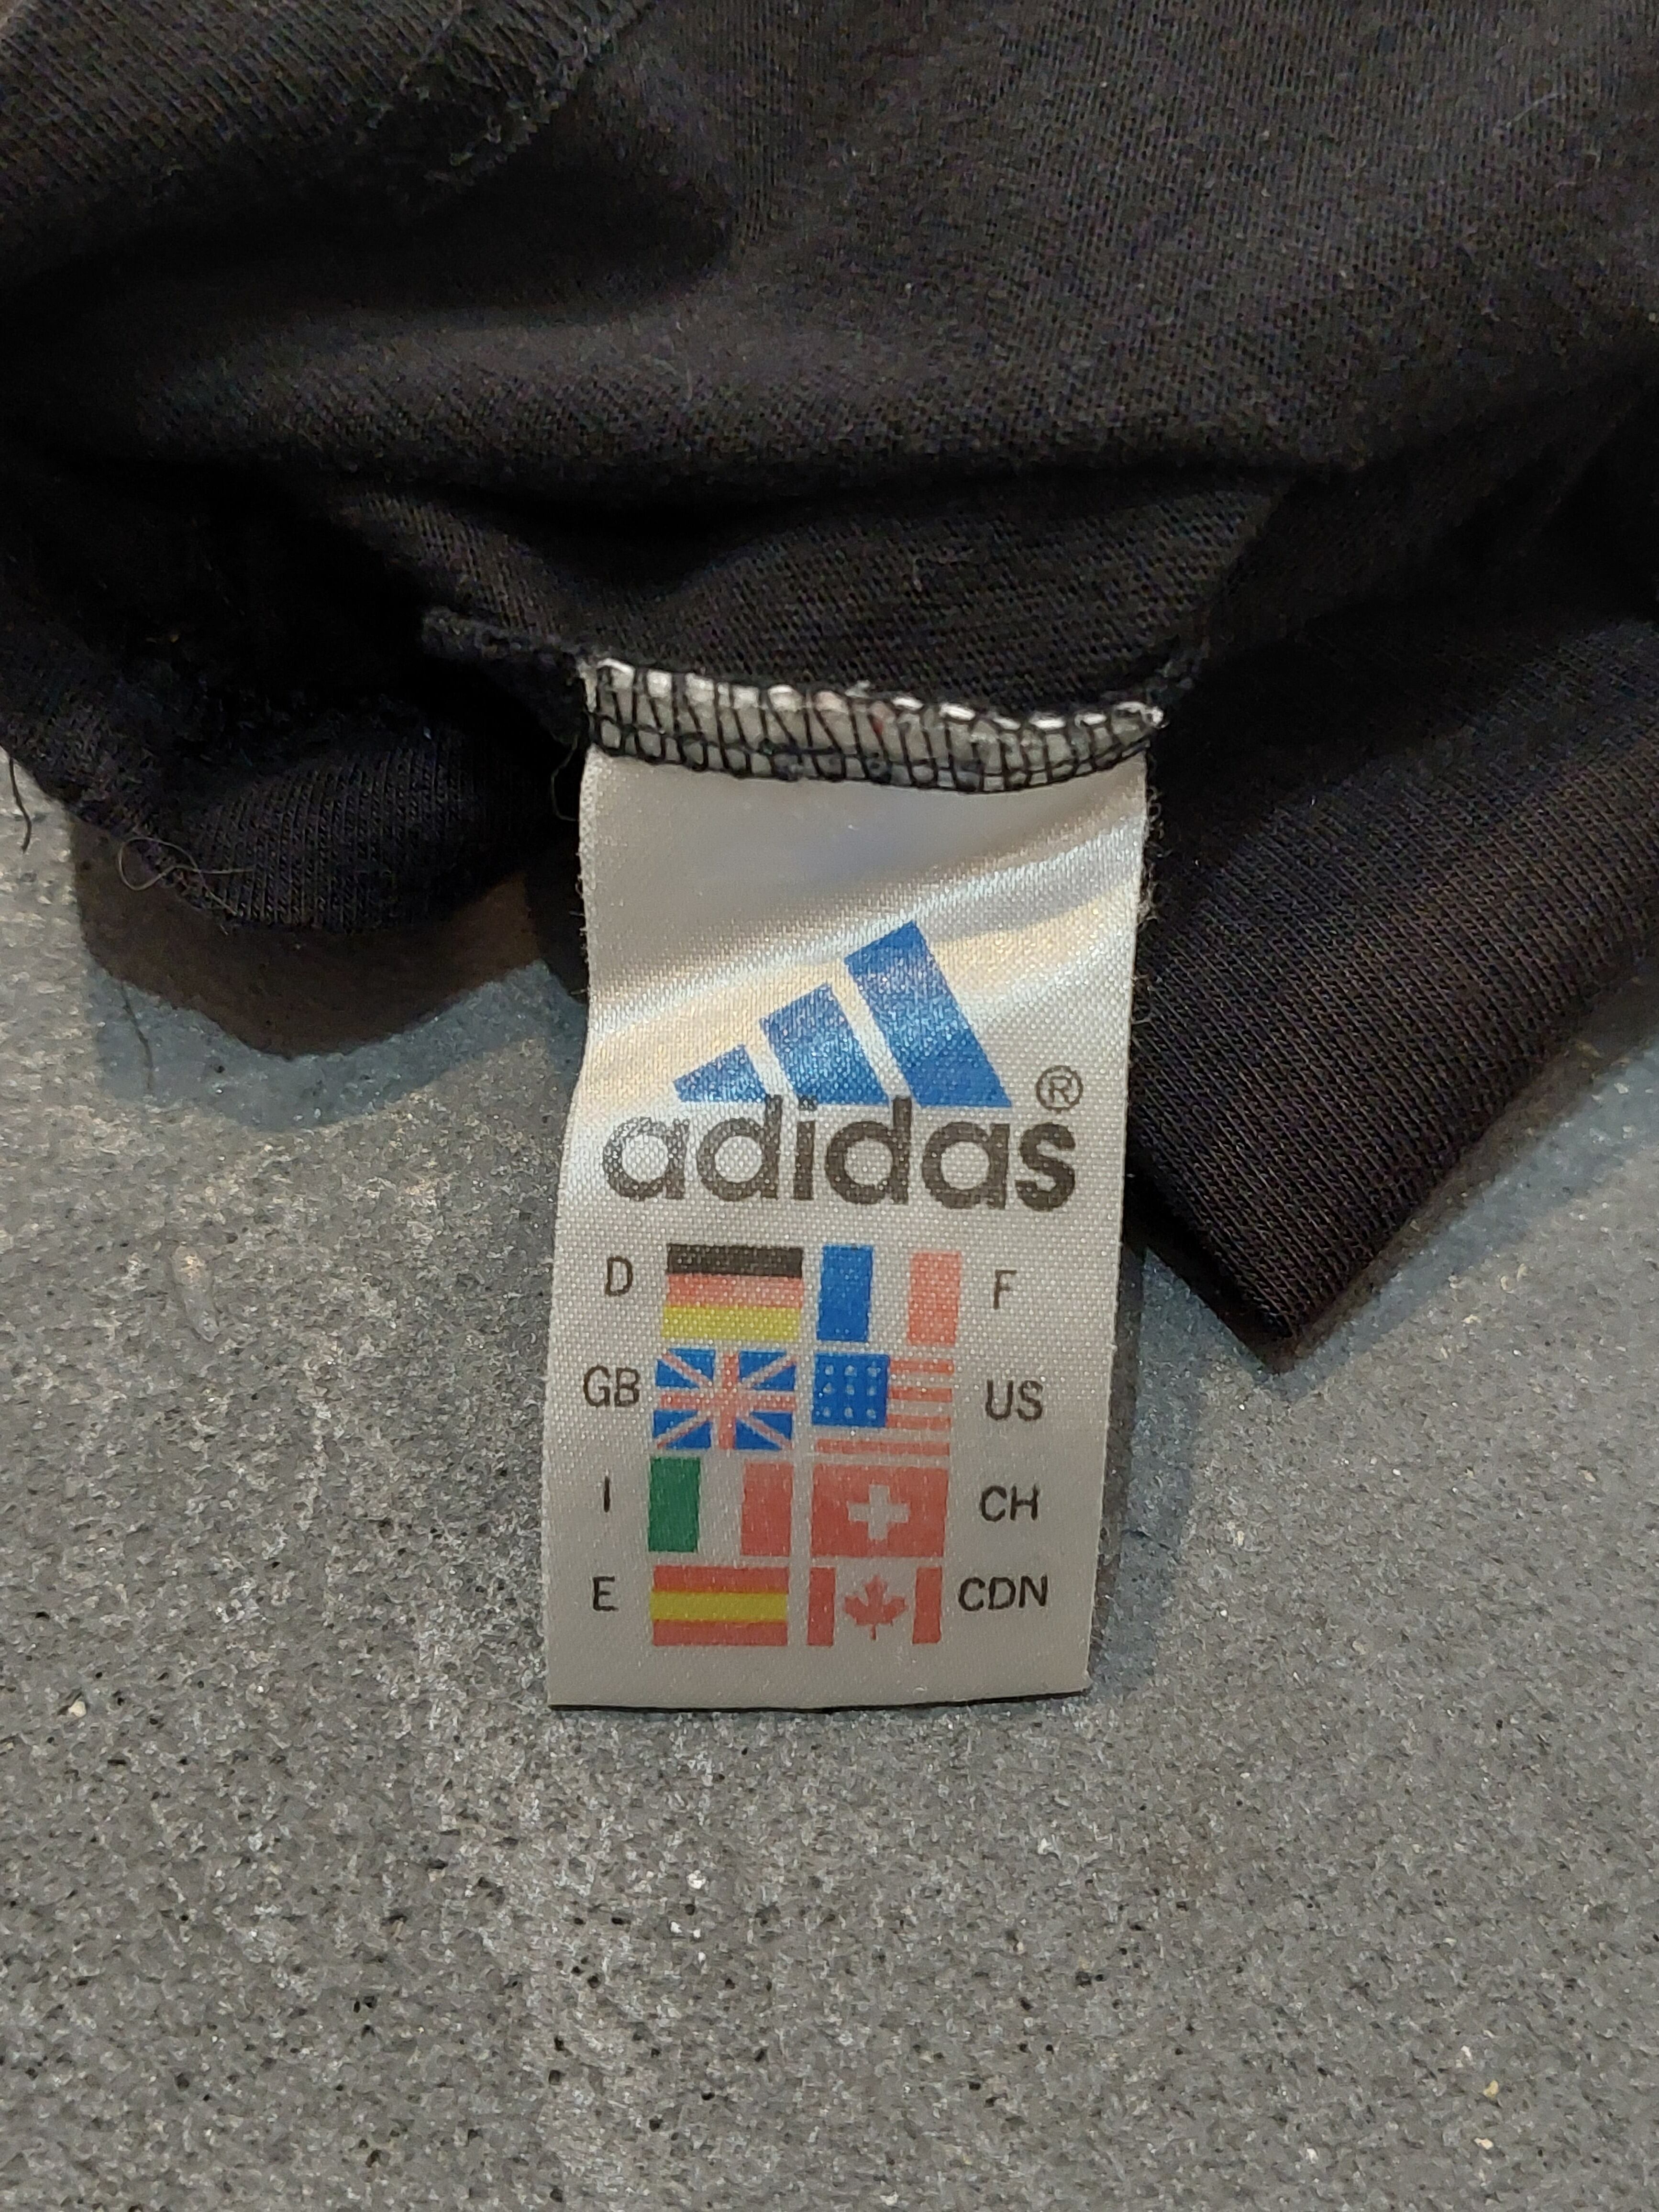 ®
adidas
D F
GB US
I CH
E CDN